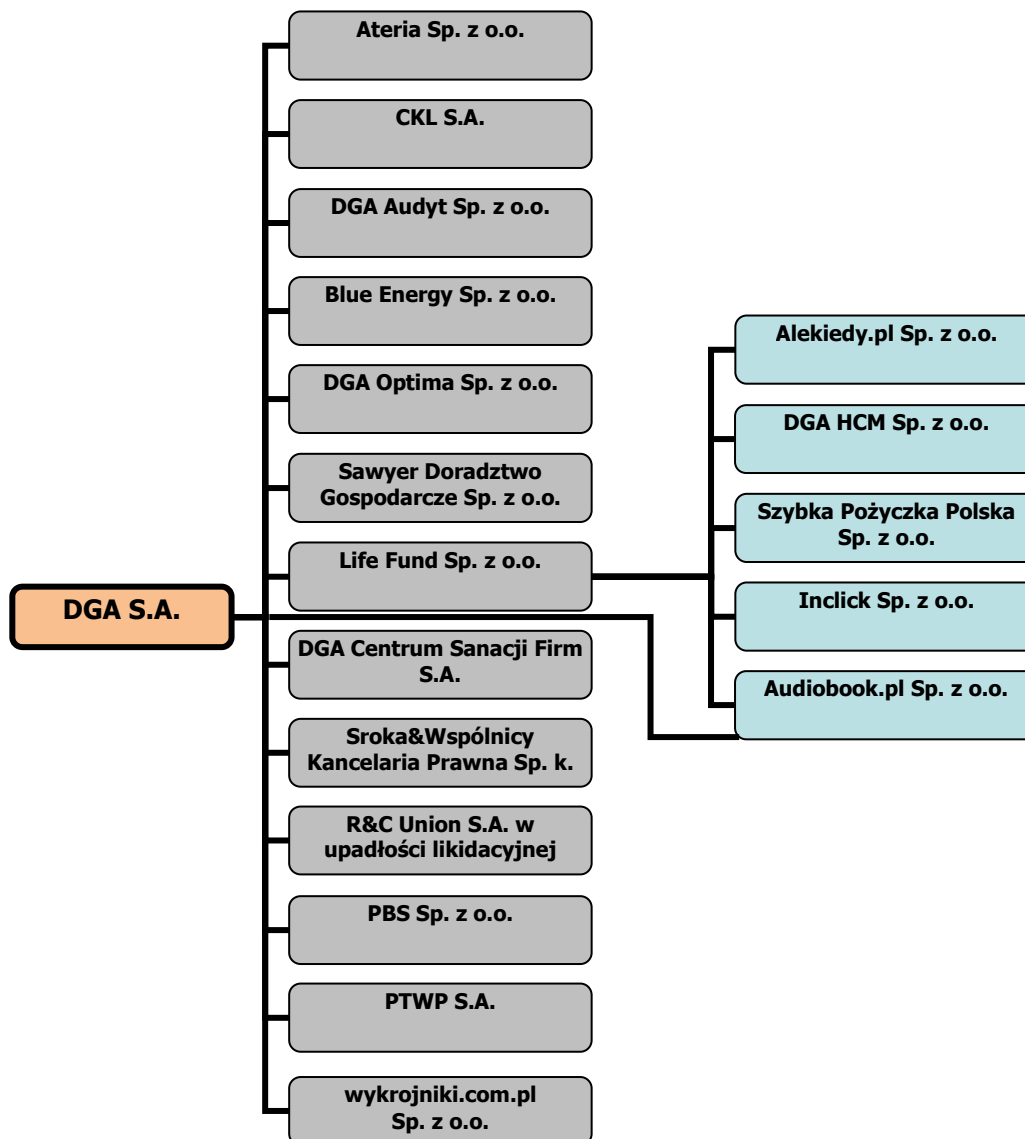 Ateria Sp. z o.o.
CKL S.A.
DGA Audyt Sp. z o.o.
Blue Energy Sp. z o.o.
DGA Optima Sp. z o.o.
Sawyer Doradztwo
Gospodarcze Sp. z o.o.
Life Fund Sp. z o.o.
DGA S.A.
DGA Centrum Sanacji Firm
S.A.
Sroka&Wspólnicy
Kancelaria Prawna Sp. k.
R&C Union S.A. w
upadłości likidacyjnej
PBS Sp. z o.o.
PTWP S.A.
wykrojniki.com.pl
Sp. z o.o.
Alekiedy.pl Sp. z o.o.
DGA HCM Sp. z o.o.
Szybka Pożyczka Polska
Sp. z o.o.
Inclick Sp. z o.o.
Audiobook.pl Sp. z o.o.